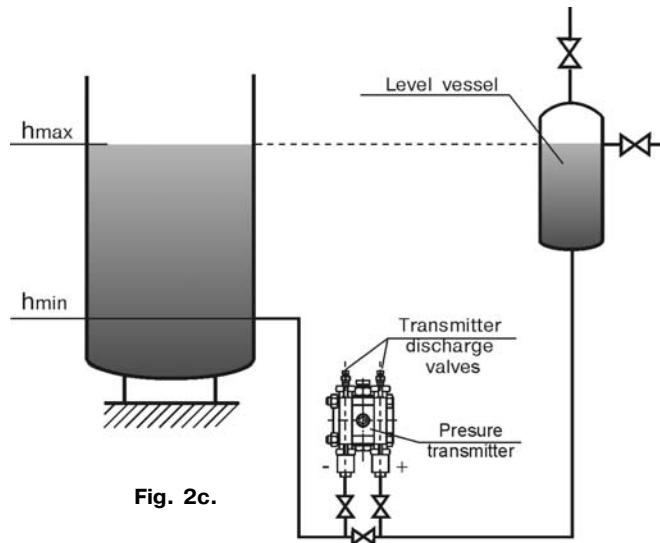 Level vessel
hmax
hmin
Transmitter
discharge
valves
Presure
transmitter
- +
Fig. 2c.